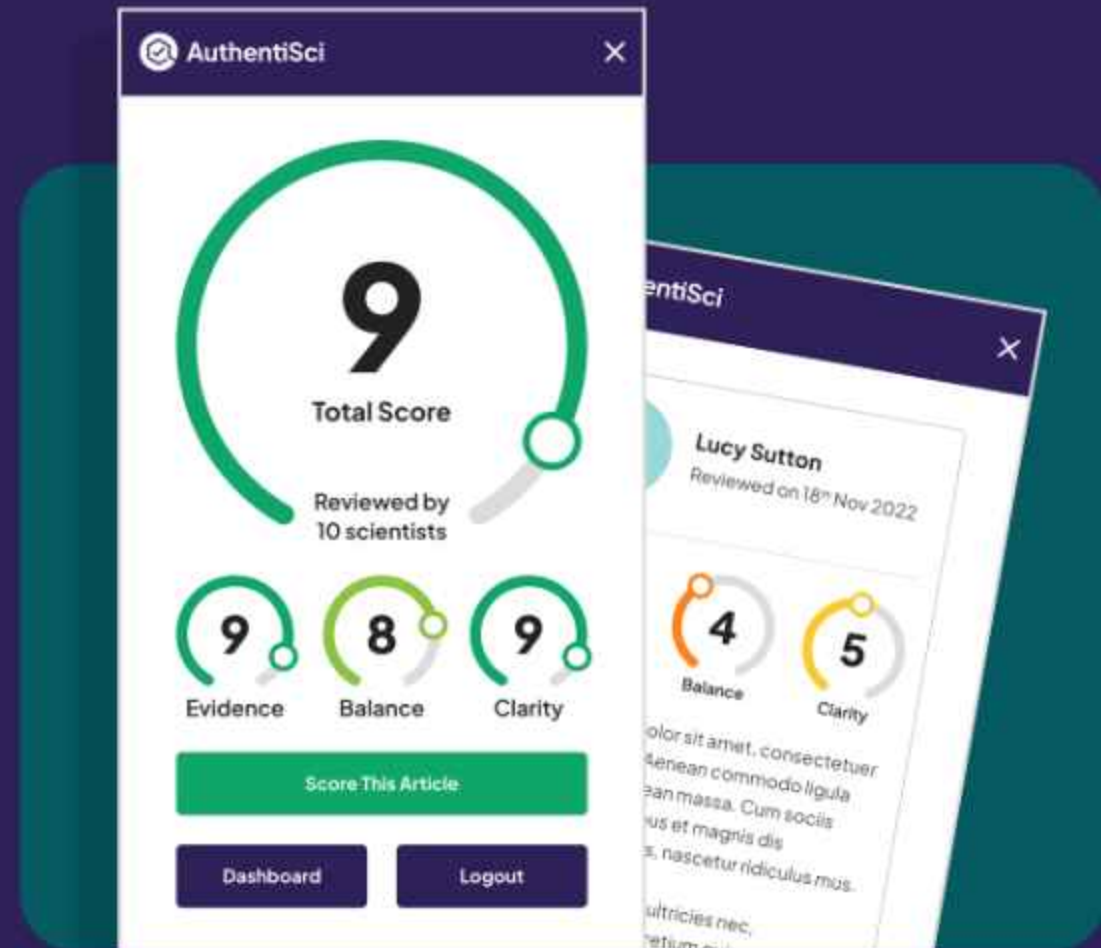 AuthentiSci
9
Total Score
Reviewed by
10 scientists
9
8
9
Evidence
Balance
Clarity
Score This Article
Dashboard
Logout
entiSci
Lucy Sutton
Reviewed on 18th Nov 2022
4
5
Balance
Clarity
olor sit amet, consectetuer
Aenean commodo ligula
ean massa. Cum sociis
us et magnis dis
s, nascetur ridiculus mus.
ultricies nec,